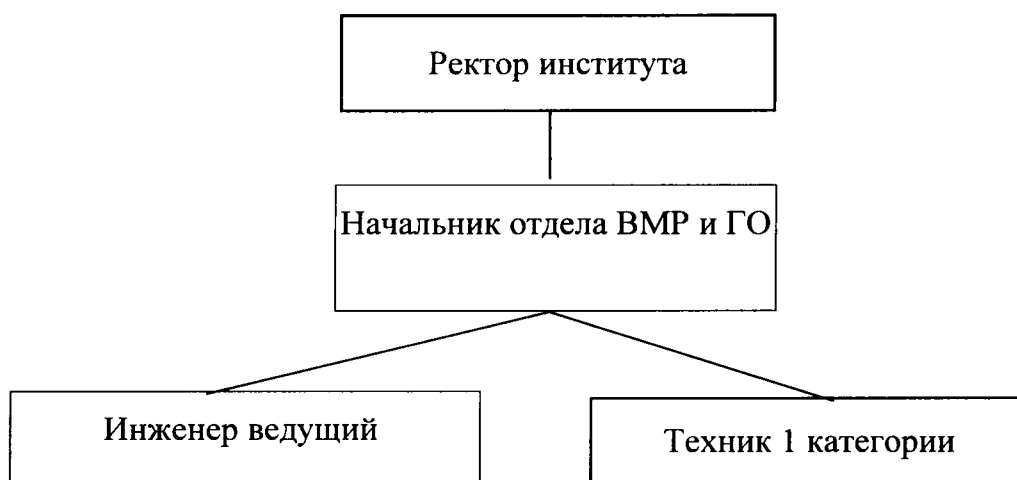 Ректор института
Начальник отдела ВМР и ГО
Инженер ведущий
Техник 1 категории